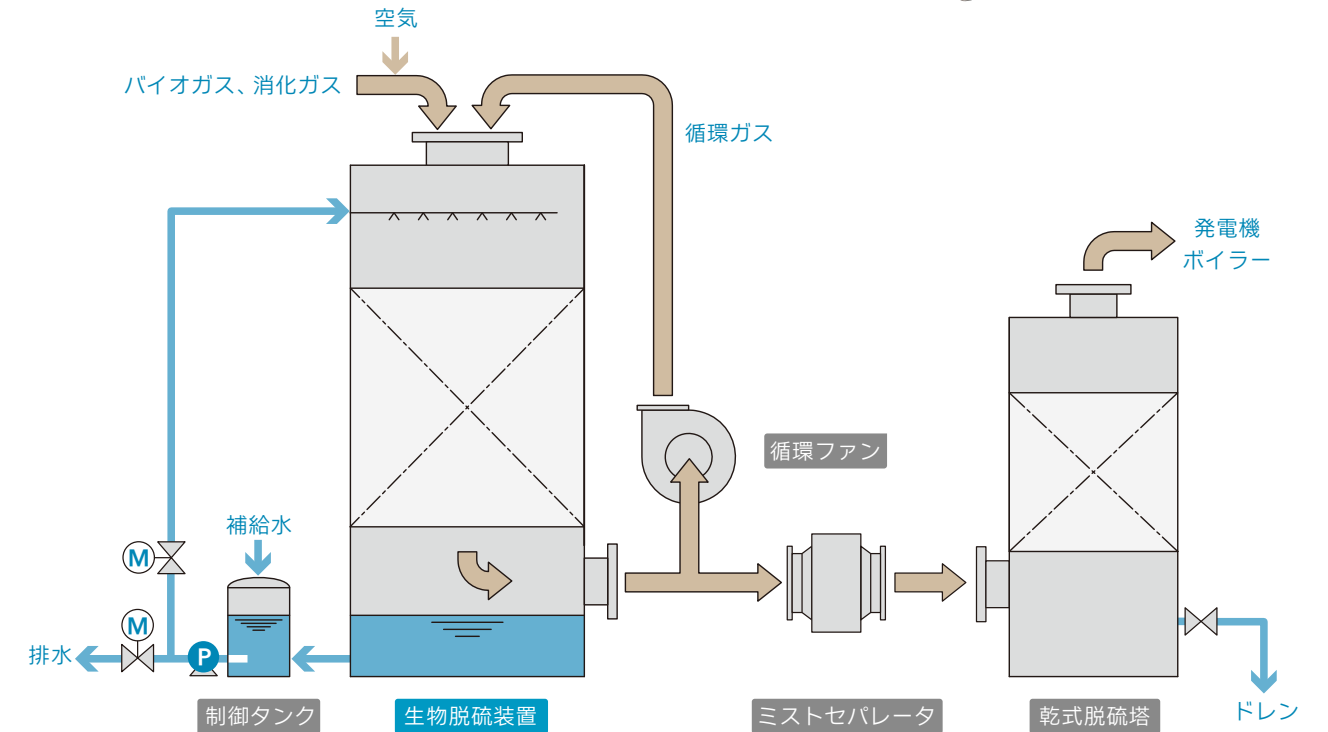 空気
バイオガス、消化ガス
循環ガス
発電機
ボイラー
循環ファン
補給水
M
M
P
排水
制御タンク
生物脱硫装置
ミストセパレータ
乾式脱硫塔
ドレン